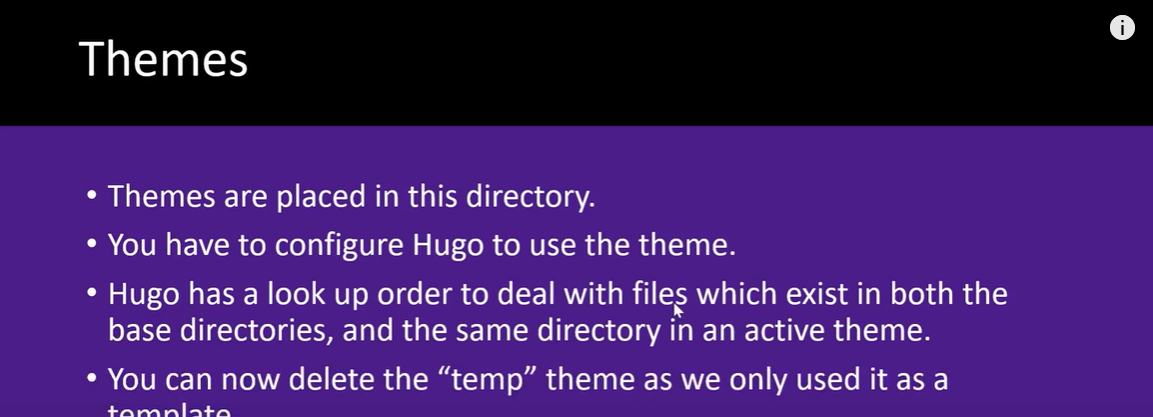 Themes
• Themes are placed in this directory.
• You have to configure Hugo to use the theme.
• Hugo has a look up order to deal with files which exist in both the
base directories, and the same directory in an active theme.
• You can now delete the “temp” theme as we only used it as a
template.